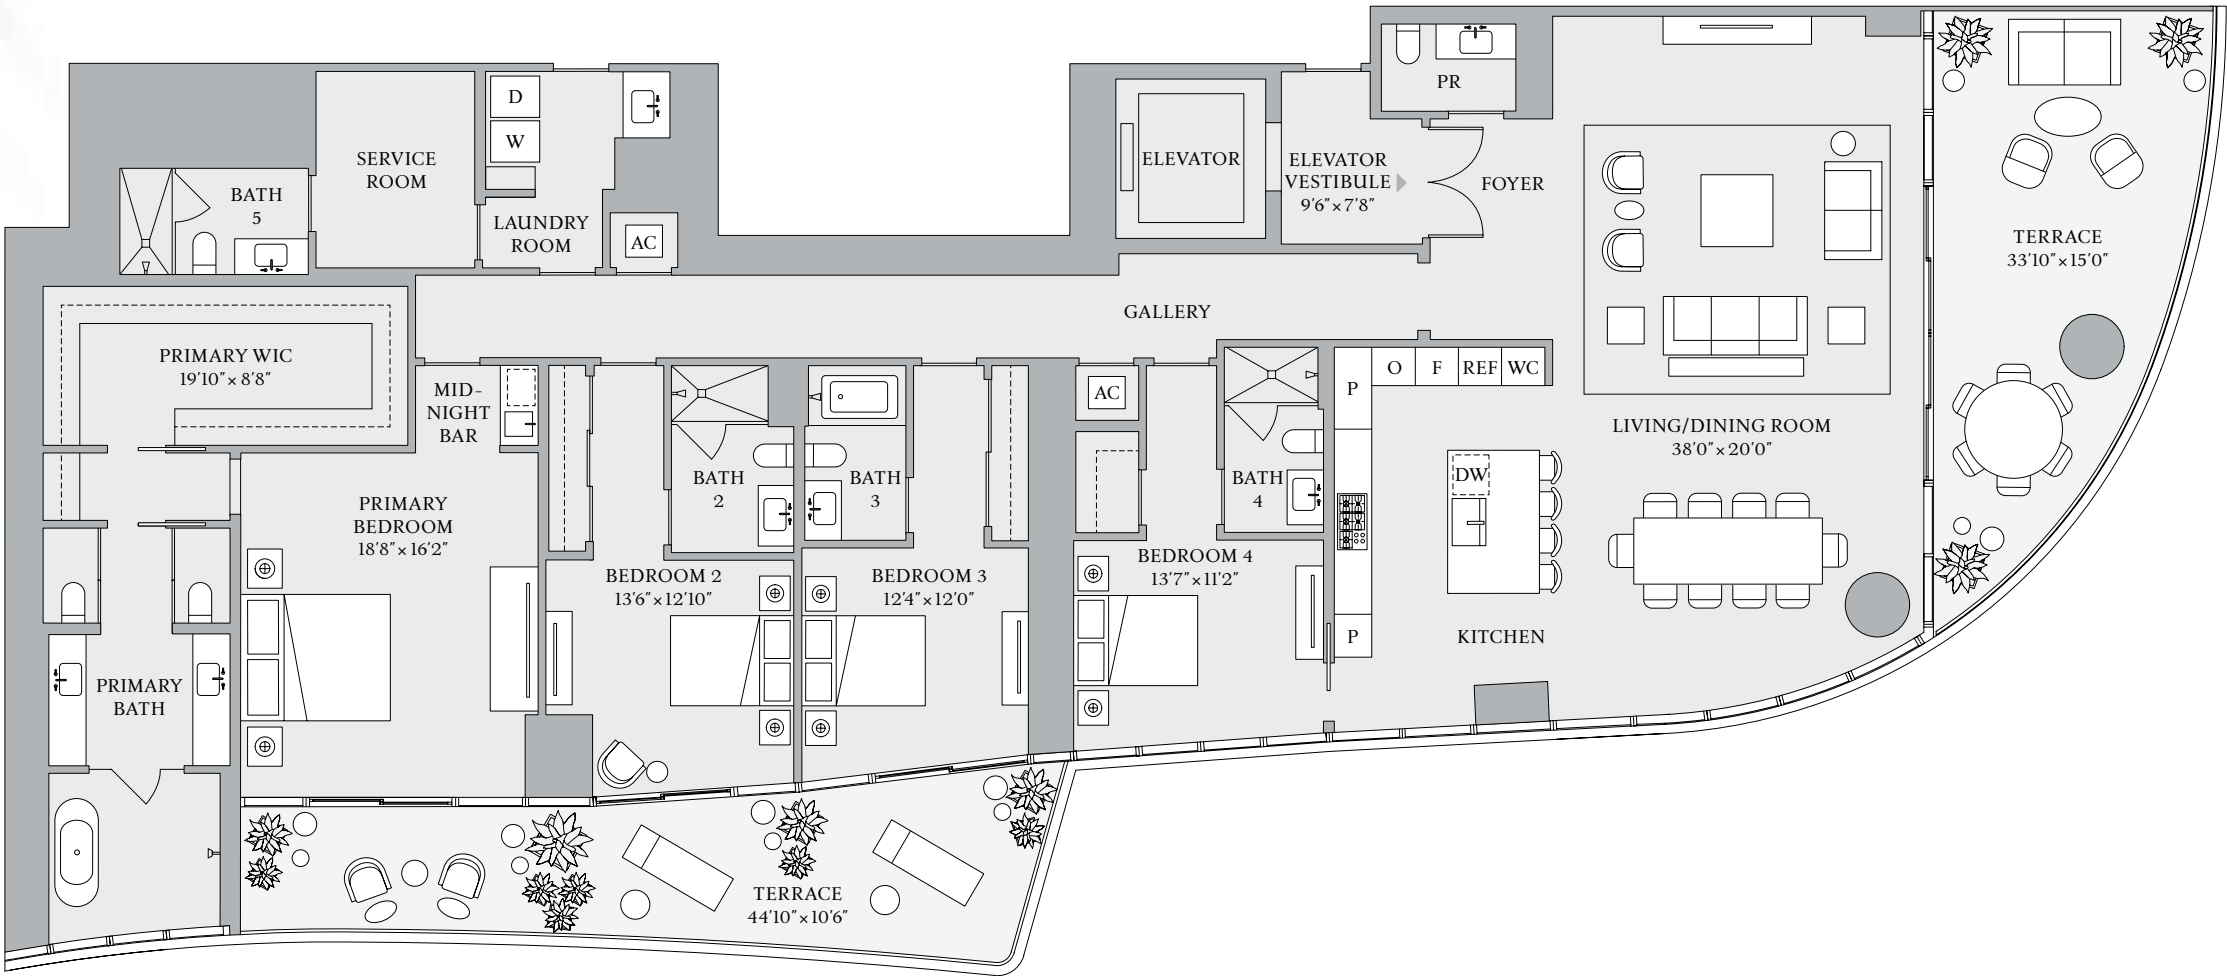 PR
D
W
SERVICE
ROOM
ELEVATOR
ELEVATOR
VESTIBULE
9'6"×7'8"
FOYER
BATH
5
LAUNDRY
ROOM
AC
TERRACE
33'10"×15'0"
GALLERY
PRIMARY WIC
19'10"×8'8"
MID-
NIGHT
BAR
AC
P
O
F
REF
WC
LIVING/DINING ROOM
38'0"×20'0"
PRIMARY
BEDROOM
18'8"×16'2"
BATH
2
BATH
3
BATH
4
DW
BEDROOM 2
13'6"×12'10"
BEDROOM 3
12'4"×12'0"
BEDROOM 4
13'7"×11'2"
P
KITCHEN
PRIMARY
BATH
TERRACE
44'10"×10'6"